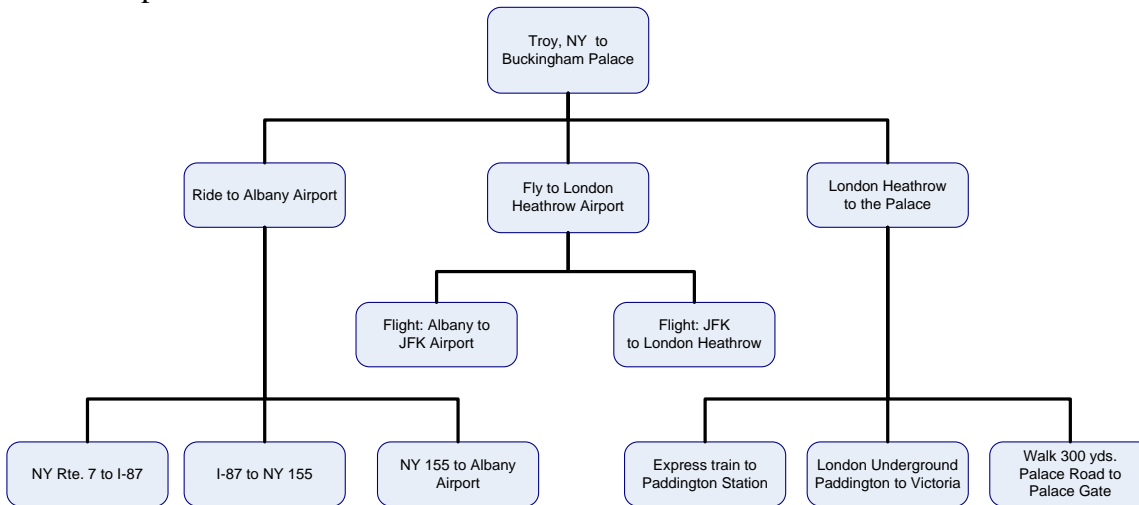 Troy, NY to
Buckingham Palace
Ride to Albany Airport
Fly to London
Heathrow Airport
London Heathrow
to the Palace
Flight: Albany to
JFK Airport
Flight: JFK
to London Heathrow
NY Rte. 7 to I-87
I-87 to NY 155
NY 155 to Albany
Airport
Express train to
Paddington Station
London Underground
Paddington to Victoria
Walk 300 yds.
Palace Road to
Palace Gate